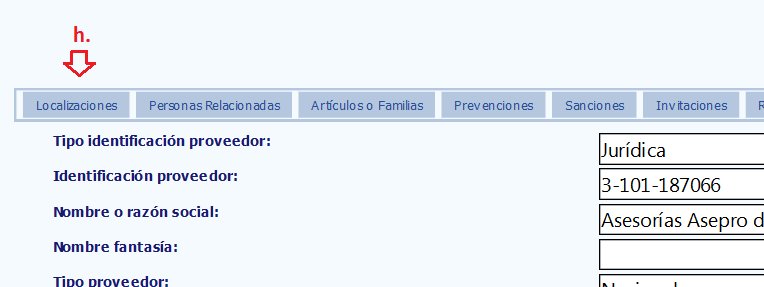 h.
Localizaciones Personas Relacionadas Artículos o Familias Prevenciones Sanciones Invitaciones R
Tipo identificación proveedor: Jurídica
Identificación proveedor: 3-101-187066
Nombre o razón social: Asesorías Asepro d
Nombre fantasía:
Tipo proveedor: